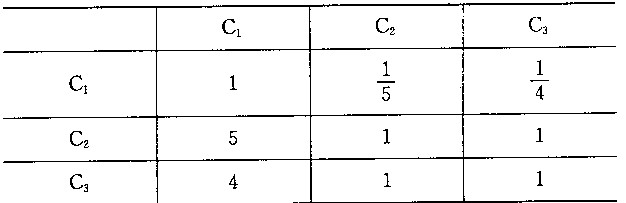 C₁ C₂ C₃
C₁ 1 1/5 1/4
C₂ 5 1 1
C₃ 4 1 1